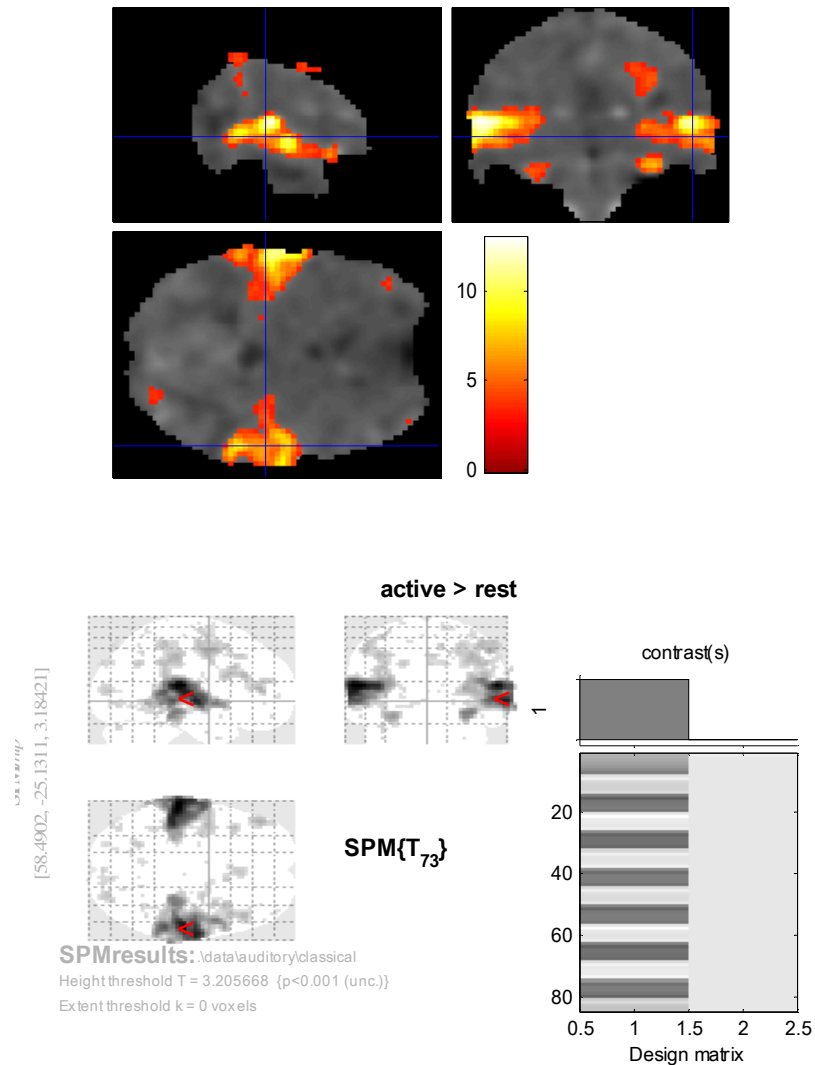 10
5
0
active > rest
contrast(s)
1
[58.4902, -25.1311, 3.18421]
<
<
<
SPM{T73}
20
40
60
80
0.5 1 1.5 2 2.5
Design matrix
SPMresults: .\data\auditory\classical
Height threshold T = 3.205668 {p<0.001 (unc.)}
Extent threshold k = 0 voxels